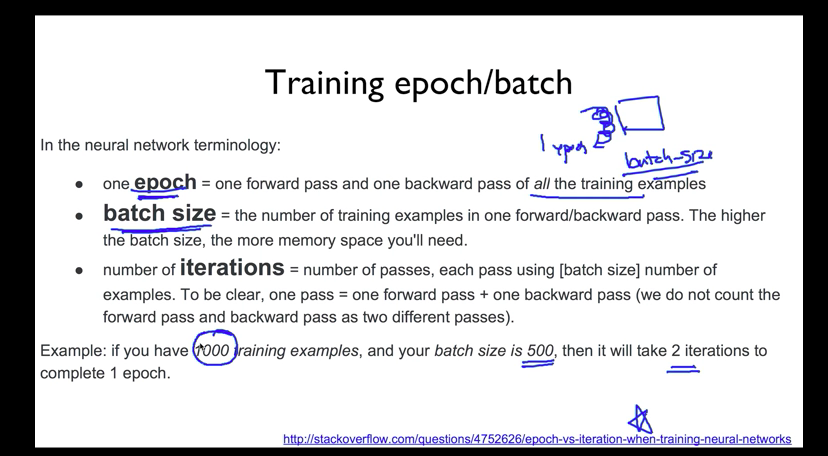 Training epoch/batch
1 epoch
batch-size
In the neural network terminology:
● one epoch = one forward pass and one backward pass of all the training examples
● batch size = the number of training examples in one forward/backward pass. The higher
the batch size, the more memory space you'll need.
● number of iterations = number of passes, each pass using [batch size] number of
examples. To be clear, one pass = one forward pass + one backward pass (we do not count the
forward pass and backward pass as two different passes).
Example: if you have 1000 training examples, and your batch size is 500, then it will take 2 iterations to
complete 1 epoch.
http://stackoverflow.com/questions/4752626/epoch-vs-iteration-when-training-neural-networks